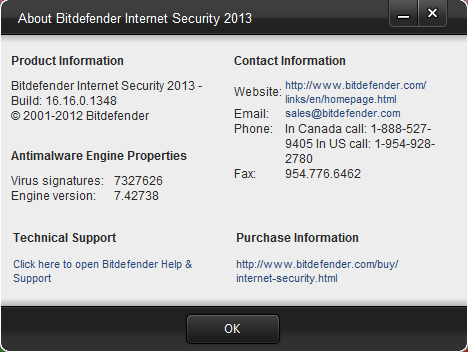 About Bitdefender Internet Security 2013
Product Information
Bitdefender Internet Security 2013 -
Build: 16.16.0.1348
© 2001-2012 Bitdefender
Antimalware Engine Properties
Virus signatures: 7327626
Engine version: 7.42738
Contact Information
Website: http://www.bitdefender.com/
links/en/homepage.html
Email: sales@bitdefender.com
Phone: In Canada call: 1-888-527-
9405 In US call: 1-954-928-
2780
Fax: 954.776.6462
Technical Support
Click here to open Bitdefender Help &
Support
Purchase Information
http://www.bitdefender.com/buy/
internet-security.html
OK